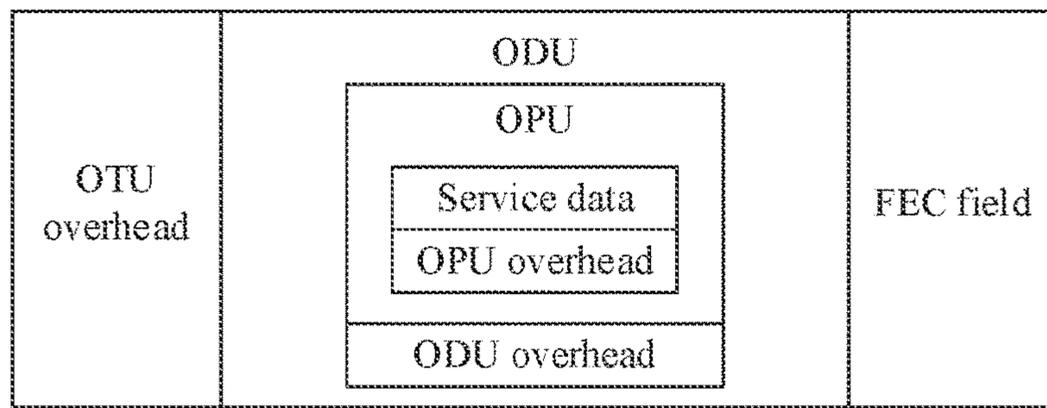 OTU
overhead
ODU
OPU
Service data
OPU overhead
ODU overhead
FEC field